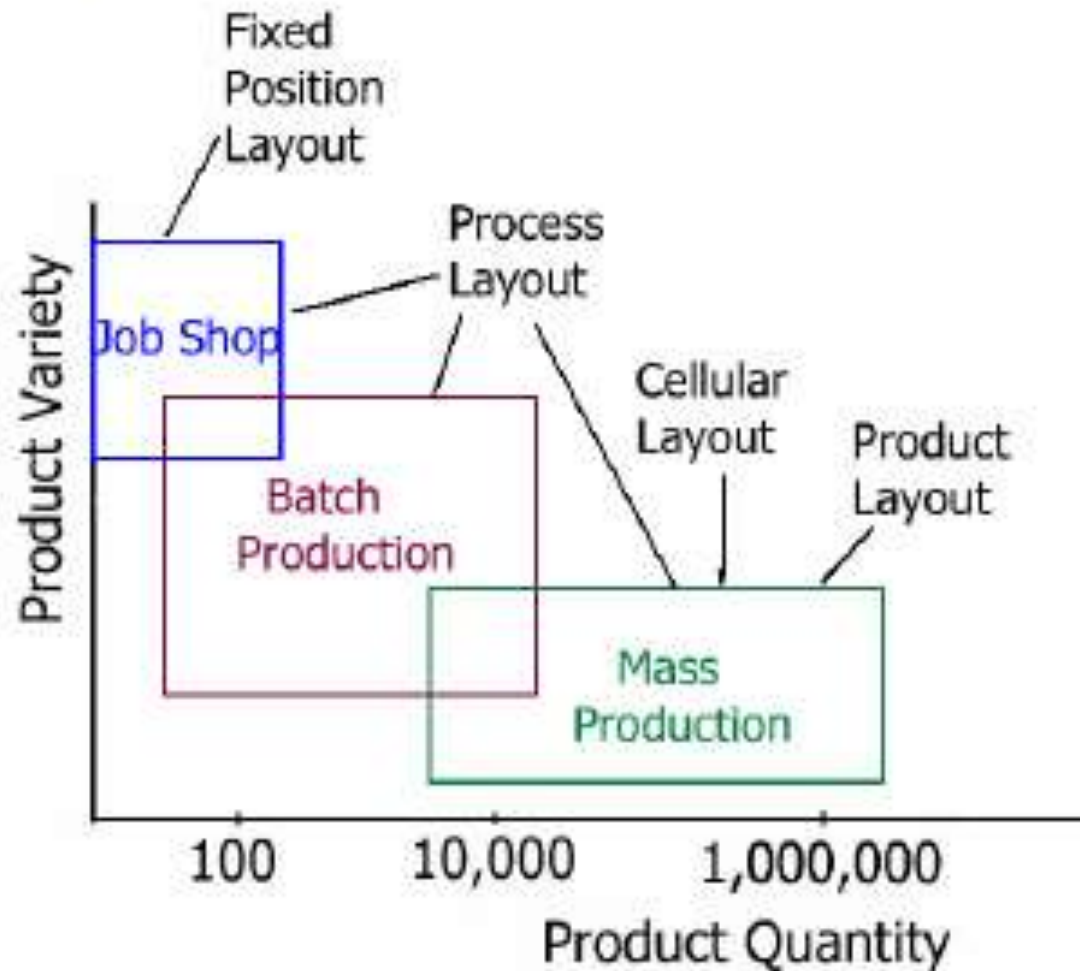 Fixed
Position
Layout
Process
Layout
Cellular
Layout
Product
Layout
Product Variety
Job Shop
Batch
Production
Mass
Production
100
10,000
1,000,000
Product Quantity